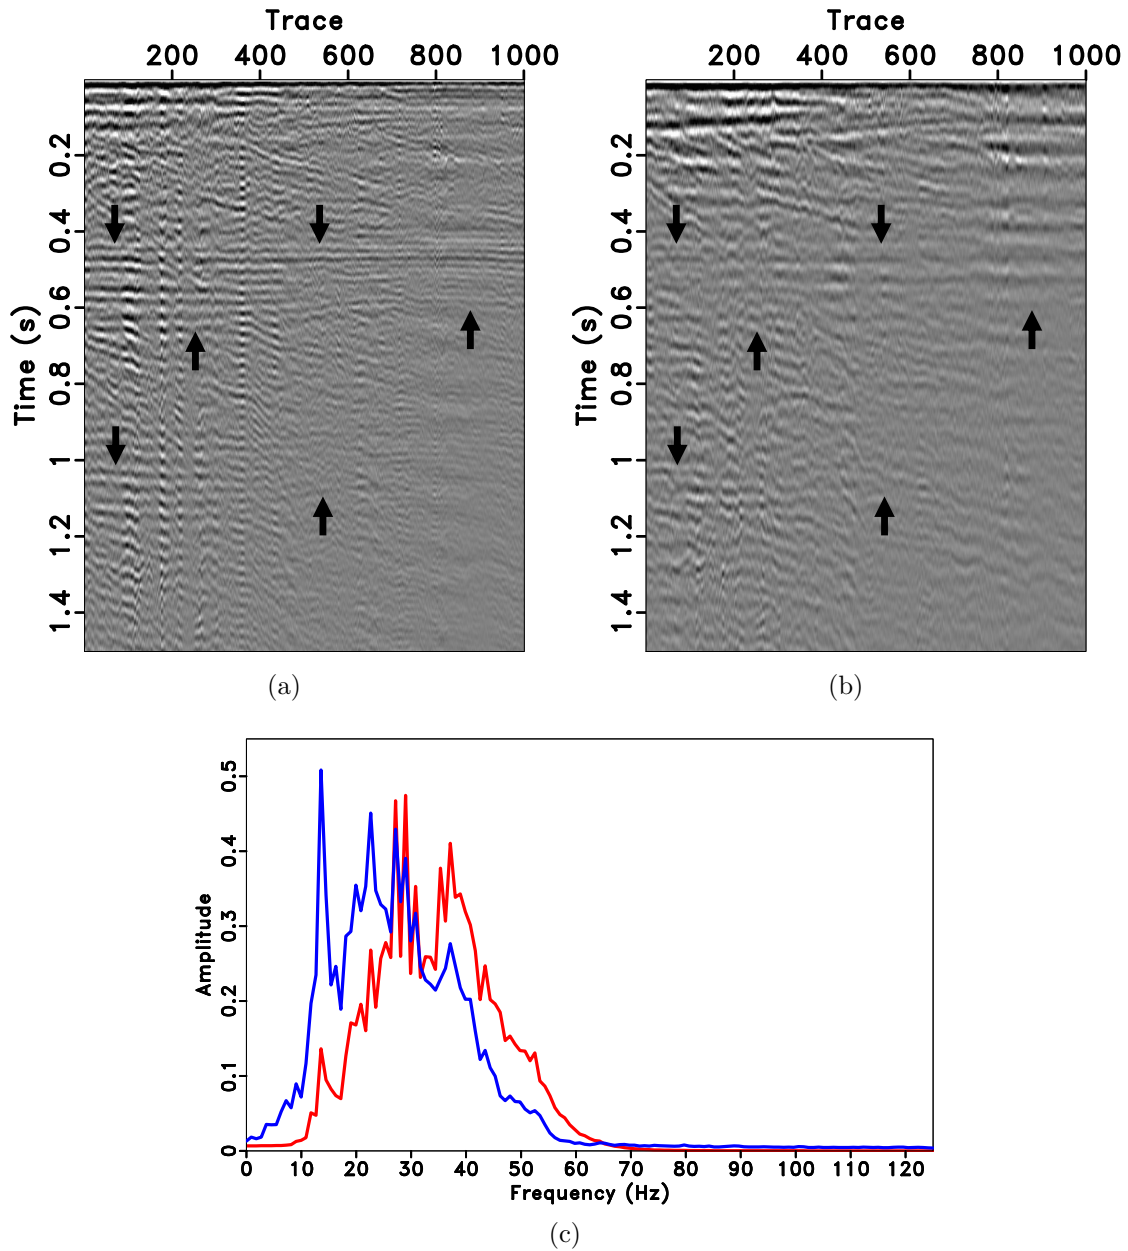 Trace Trace
200 400 600 800 1000 200 400 600 800 1000
Time (s) Time (s)
0.2 0.2
0.4 0.4
0.6 0.6
0.8 0.8
1 1
1.2 1.2
1.4 1.4
(a) (b)
Amplitude
0.5
0.4
0.3
0.2
0.1
0
0 10 20 30 40 50 60 70 80 90 100 110 120
Frequency (Hz)
(c)